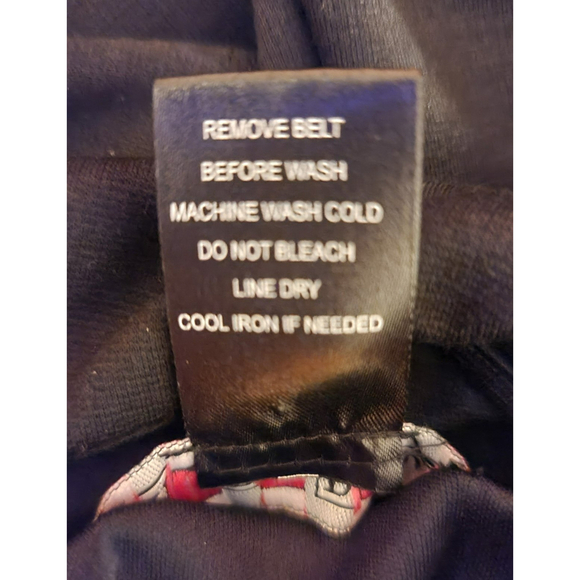 REMOVE BELT
BEFORE WASH
MACHINE WASH COLD
DO NOT BLEACH
LINE DRY
COOL IRON IF NEEDED